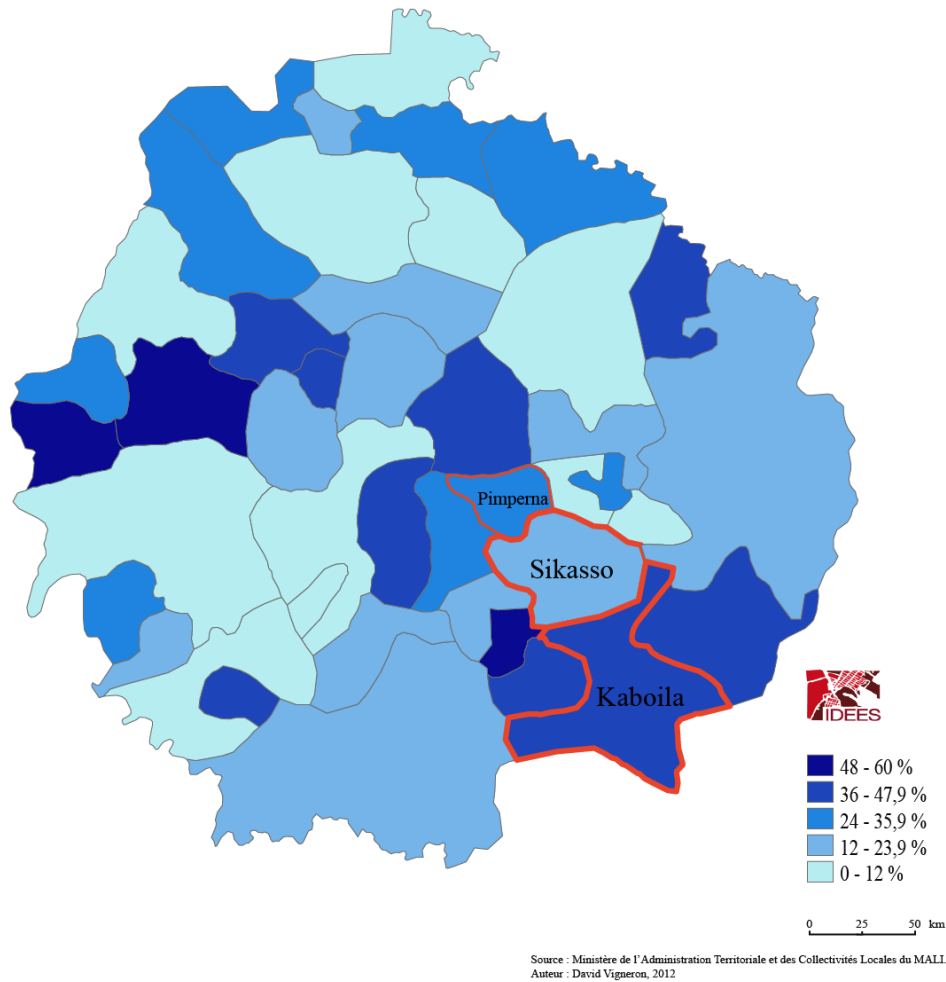 Pimperna
Sikasso
Kaboila
IDEES
48 - 60 %
36 - 47,9 %
24 - 35,9 %
12 - 23,9 %
0 - 12 %
0 25 50 km
Source : Ministère de l'Administration Territoriale et des Collectivités Locales du MALI.
Auteur : David Vigneron, 2012